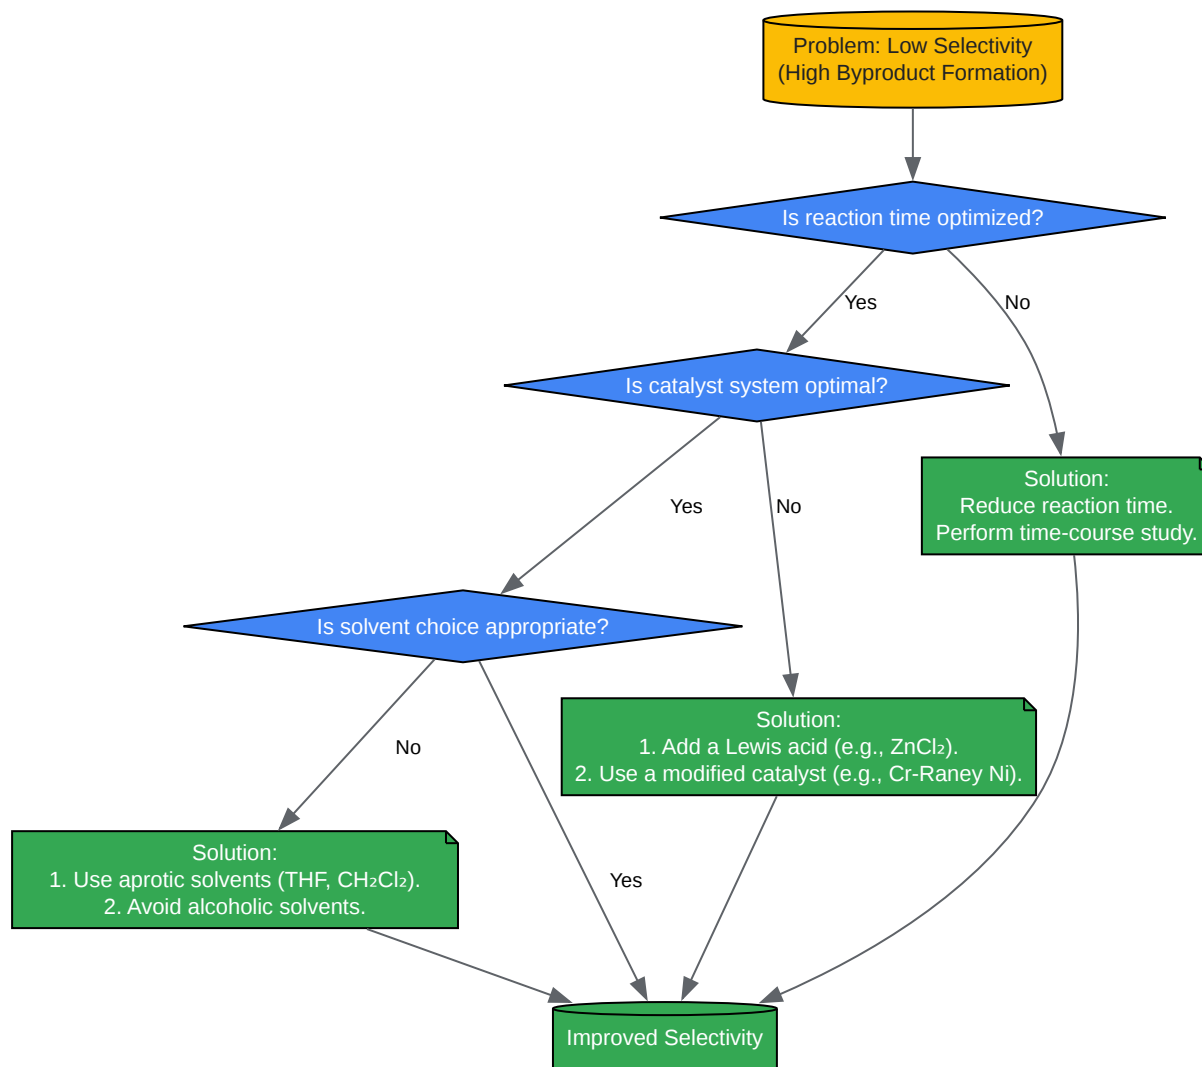 Problem: Low Selectivity
(High Byproduct Formation)
Is reaction time optimized?
Yes
No
Is catalyst system optimal?
Yes
No
Solution:
Reduce reaction time.
Perform time-course study.
Is solvent choice appropriate?
No
Yes
Solution:
1. Add a Lewis acid (e.g., ZnCl₂).
2. Use a modified catalyst (e.g., Cr-Raney Ni).
Solution:
1. Use aprotic solvents (THF, CH₂Cl₂).
2. Avoid alcoholic solvents.
Improved Selectivity